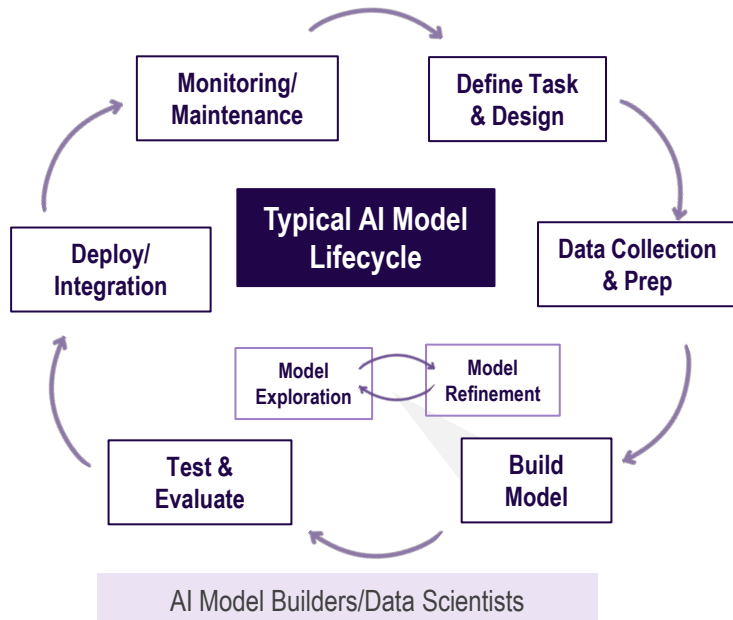 Monitoring/
Maintenance
Define Task
& Design
Typical AI Model
Lifecycle
Deploy/
Integration
Data Collection
& Prep
Model
Exploration
Model
Refinement
Test &
Evaluate
Build
Model
AI Model Builders/Data Scientists